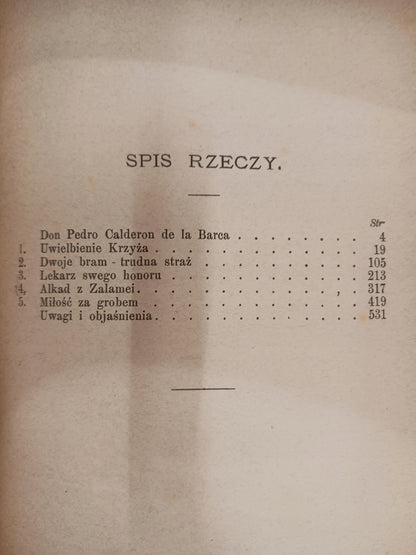 SPIS RZECZY.
Str
Don Pedro Calderon de la Barca . . . . . . . . 4
1. Uwielbienie Krzyża . . . . . . . . . . . . 19
2. Dwoje bram - trudna straż . . . . . . . . . 105
3. Lekarz swego honoru . . . . . . . . . . . 213
4, Alkad z Zalamei. . . . . . . . . . . , . . 317
5. Miłość za grobem . . . . . . . . . . . . 419
Uwagi i objaśnienia. . . . . . . . . . . . 531